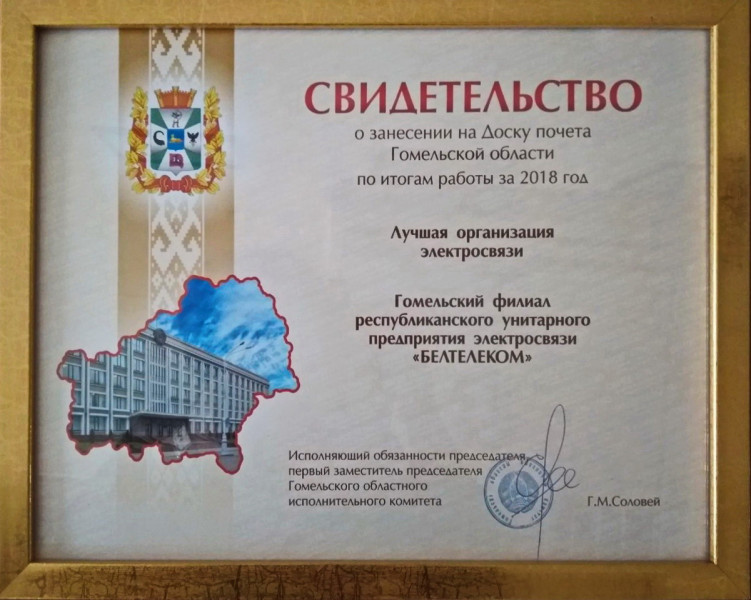 СВИДЕТЕЛЬСТВО
о занесении на Доску почета
Гомельской области
по итогам работы за 2018 год
Лучшая организация
электросвязи
Гомельский филиал
республиканского унитарного
предприятия электросвязи
«БЕЛТЕЛЕКОМ»
Исполняющий обязанности председателя,
первый заместитель председателя
Гомельского областного
исполнительного комитета
Г.М.Соловей